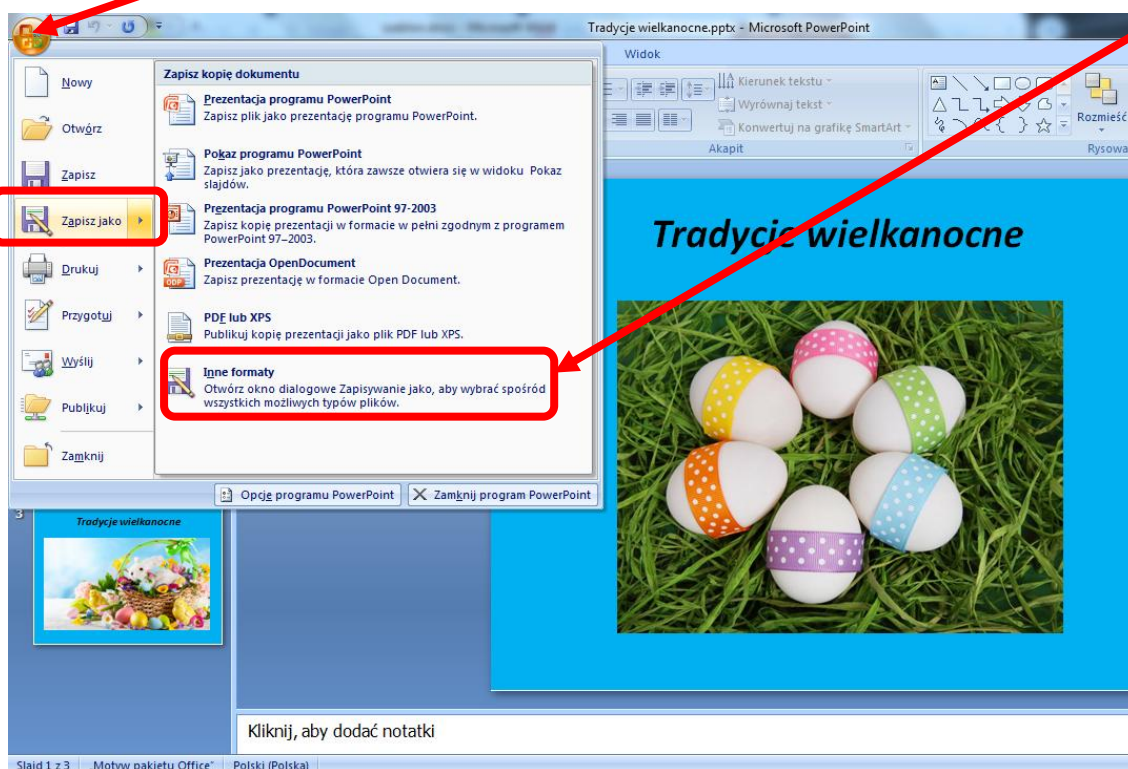 Tradycje wielkanocne.pptx - Microsoft PowerPoint
Widok
Nowy
Otwórz
Zapisz
Zapisz jako
Drukuj
Przygotuj
Wyślij
Publikuj
Zamknij
Zapisz kopię dokumentu
Prezentacja programu PowerPoint
Zapisz plik jako prezentację programu PowerPoint.
Pokaz programu PowerPoint
Zapisz jako prezentację, która zawsze otwiera się w widoku Pokaz
slajdów.
Prezentacja programu PowerPoint 97-2003
Zapisz kopię prezentacji w formacie w pełni zgodnym z programem
PowerPoint 97–2003.
Prezentacja OpenDocument
Zapisz prezentację w formacie Open Document.
PDF lub XPS
Publikuj kopię prezentacji jako plik PDF lub XPS.
Inne formaty
Otwórz okno dialogowe Zapisywanie jako, aby wybrać spośród
wszystkich możliwych typów plików.
Opcje programu PowerPoint
Zamknij program PowerPoint
Kierunek tekstu
Wyrównaj tekst
Konwertuj na grafikę SmartArt
Akapit
Rozmieść
Rysowa
Tradycje wielkanocne
3
Tradycje wielkanocne
Kliknij, aby dodać notatki
Slajd 1 z 3 „Motyw pakietu Office” Polski (Polska)